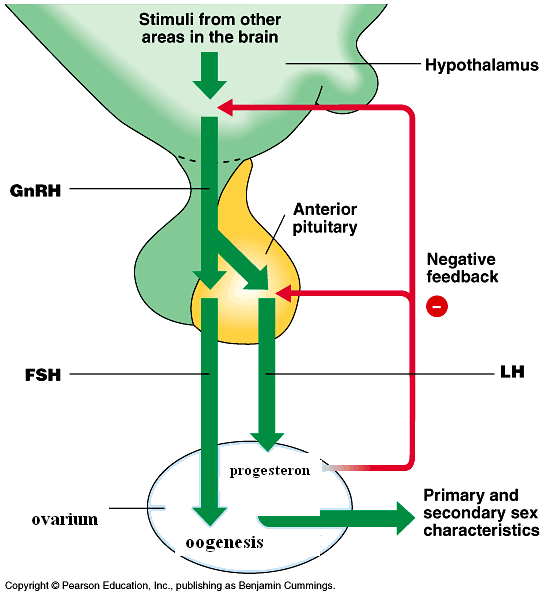 Stimuli from other
areas in the brain
Hypothalamus
GnRH
Anterior
pituitary
Negative
feedback
–
FSH
LH
progesteron
ovarium
oogenesis
Primary and
secondary sex
characteristics
Copyright © Pearson Education, Inc., publishing as Benjamin Cummings.